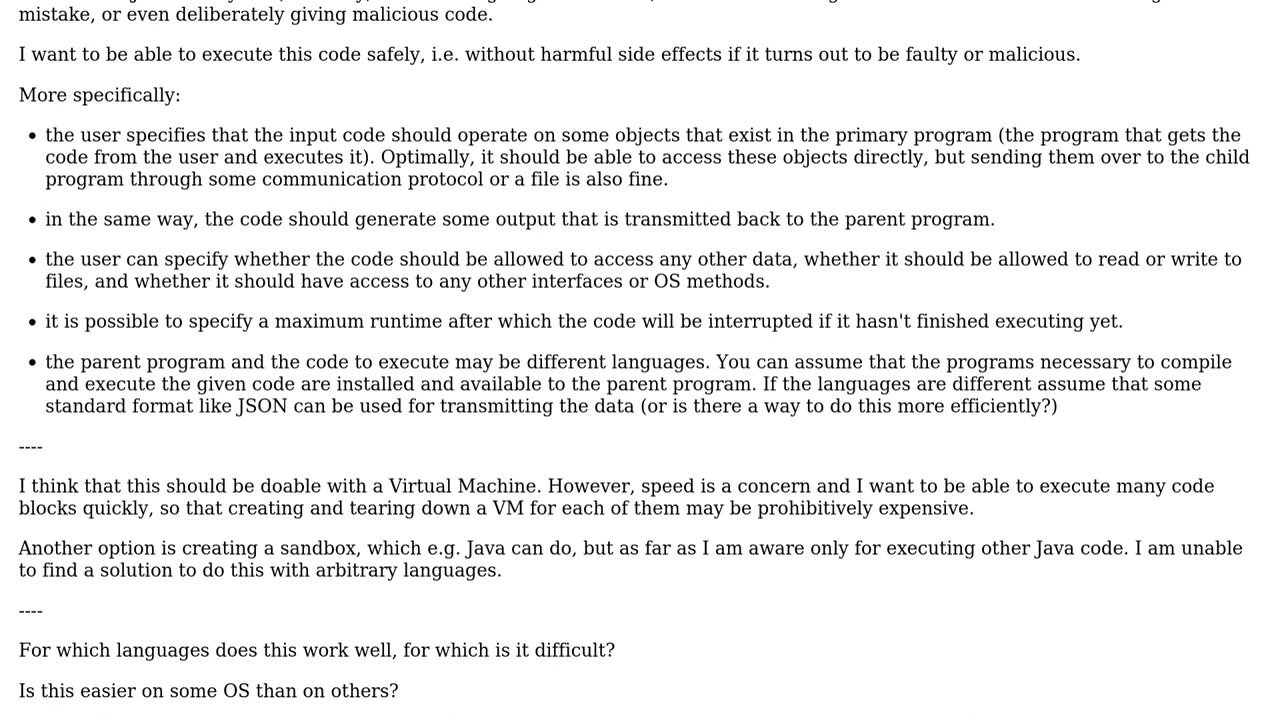 mistake, or even deliberately giving malicious code.
I want to be able to execute this code safely, i.e. without harmful side effects if it turns out to be faulty or malicious.
More specifically:
• the user specifies that the input code should operate on some objects that exist in the primary program (the program that gets the
code from the user and executes it). Optimally, it should be able to access these objects directly, but sending them over to the child
program through some communication protocol or a file is also fine.
• in the same way, the code should generate some output that is transmitted back to the parent program.
• the user can specify whether the code should be allowed to access any other data, whether it should be allowed to read or write to
files, and whether it should have access to any other interfaces or OS methods.
• it is possible to specify a maximum runtime after which the code will be interrupted if it hasn't finished executing yet.
• the parent program and the code to execute may be different languages. You can assume that the programs necessary to compile
and execute the given code are installed and available to the parent program. If the languages are different assume that some
standard format like JSON can be used for transmitting the data (or is there a way to do this more efficiently?)
----
I think that this should be doable with a Virtual Machine. However, speed is a concern and I want to be able to execute many code
blocks quickly, so that creating and tearing down a VM for each of them may be prohibitively expensive.
Another option is creating a sandbox, which e.g. Java can do, but as far as I am aware only for executing other Java code. I am unable
to find a solution to do this with arbitrary languages.
----
For which languages does this work well, for which is it difficult?
Is this easier on some OS than on others?